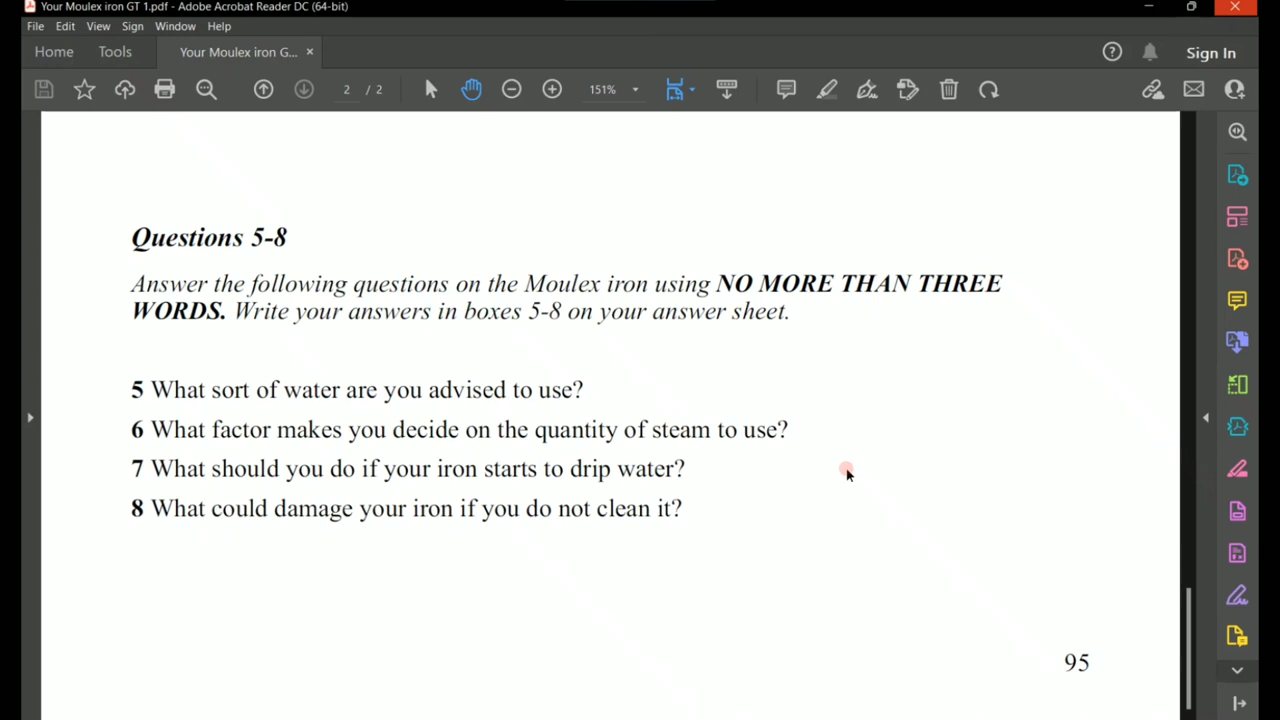 Your Moulex iron GT 1.pdf - Adobe Acrobat Reader DC (64-bit)
File Edit View Sign Window Help
Home Tools Your Moulex iron G... × Sign In
2 / 2 151%
Questions 5-8
Answer the following questions on the Moulex iron using NO MORE THAN THREE
WORDS. Write your answers in boxes 5-8 on your answer sheet.
5 What sort of water are you advised to use?
6 What factor makes you decide on the quantity of steam to use?
7 What should you do if your iron starts to drip water?
8 What could damage your iron if you do not clean it?
95